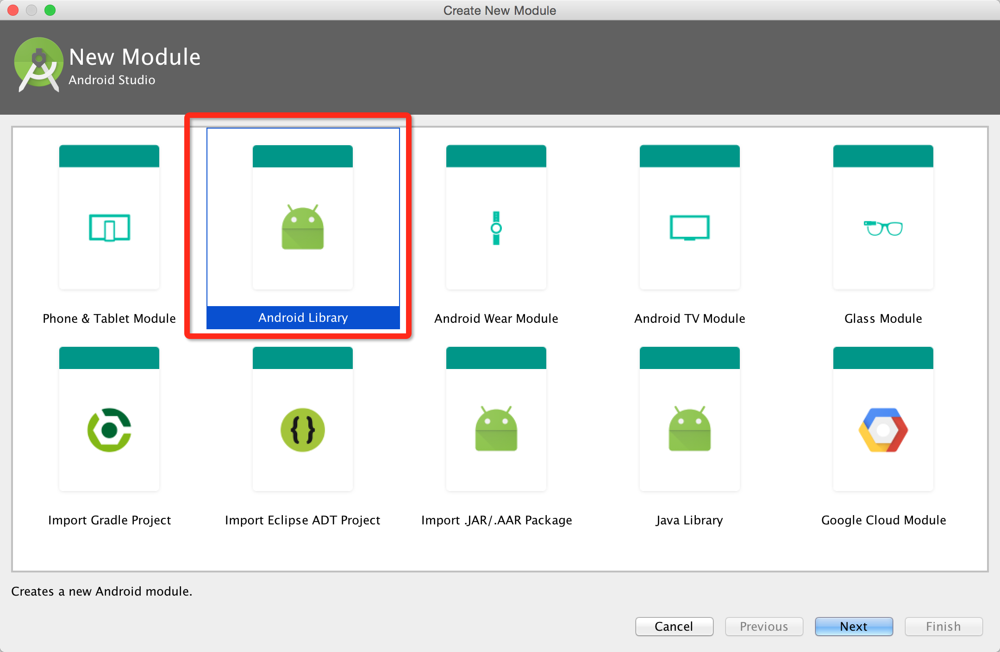 Create New Module
New Module
Android Studio
Phone & Tablet Module
Android Library
Android Wear Module
Android TV Module
Glass Module
{ }
Import Gradle Project
Import Eclipse ADT Project
Import .JAR/.AAR Package
Java Library
Google Cloud Module
Creates a new Android module.
Cancel
Previous
Next
Finish